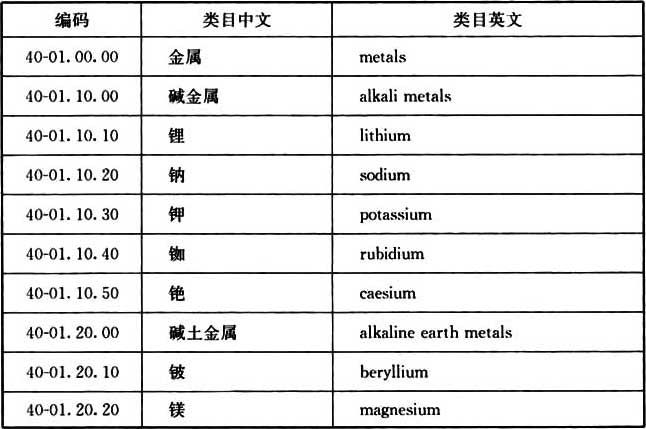 编码 类目中文 类目英文
40-01.00.00 金属 metals
40-01.10.00 碱金属 alkali metals
40-01.10.10 锂 lithium
40-01.10.20 钠 sodium
40-01.10.30 钾 potassium
40-01.10.40 铷 rubidium
40-01.10.50 铯 caesium
40-01.20.00 碱土金属 alkaline earth metals
40-01.20.10 铍 beryllium
40-01.20.20 镁 magnesium